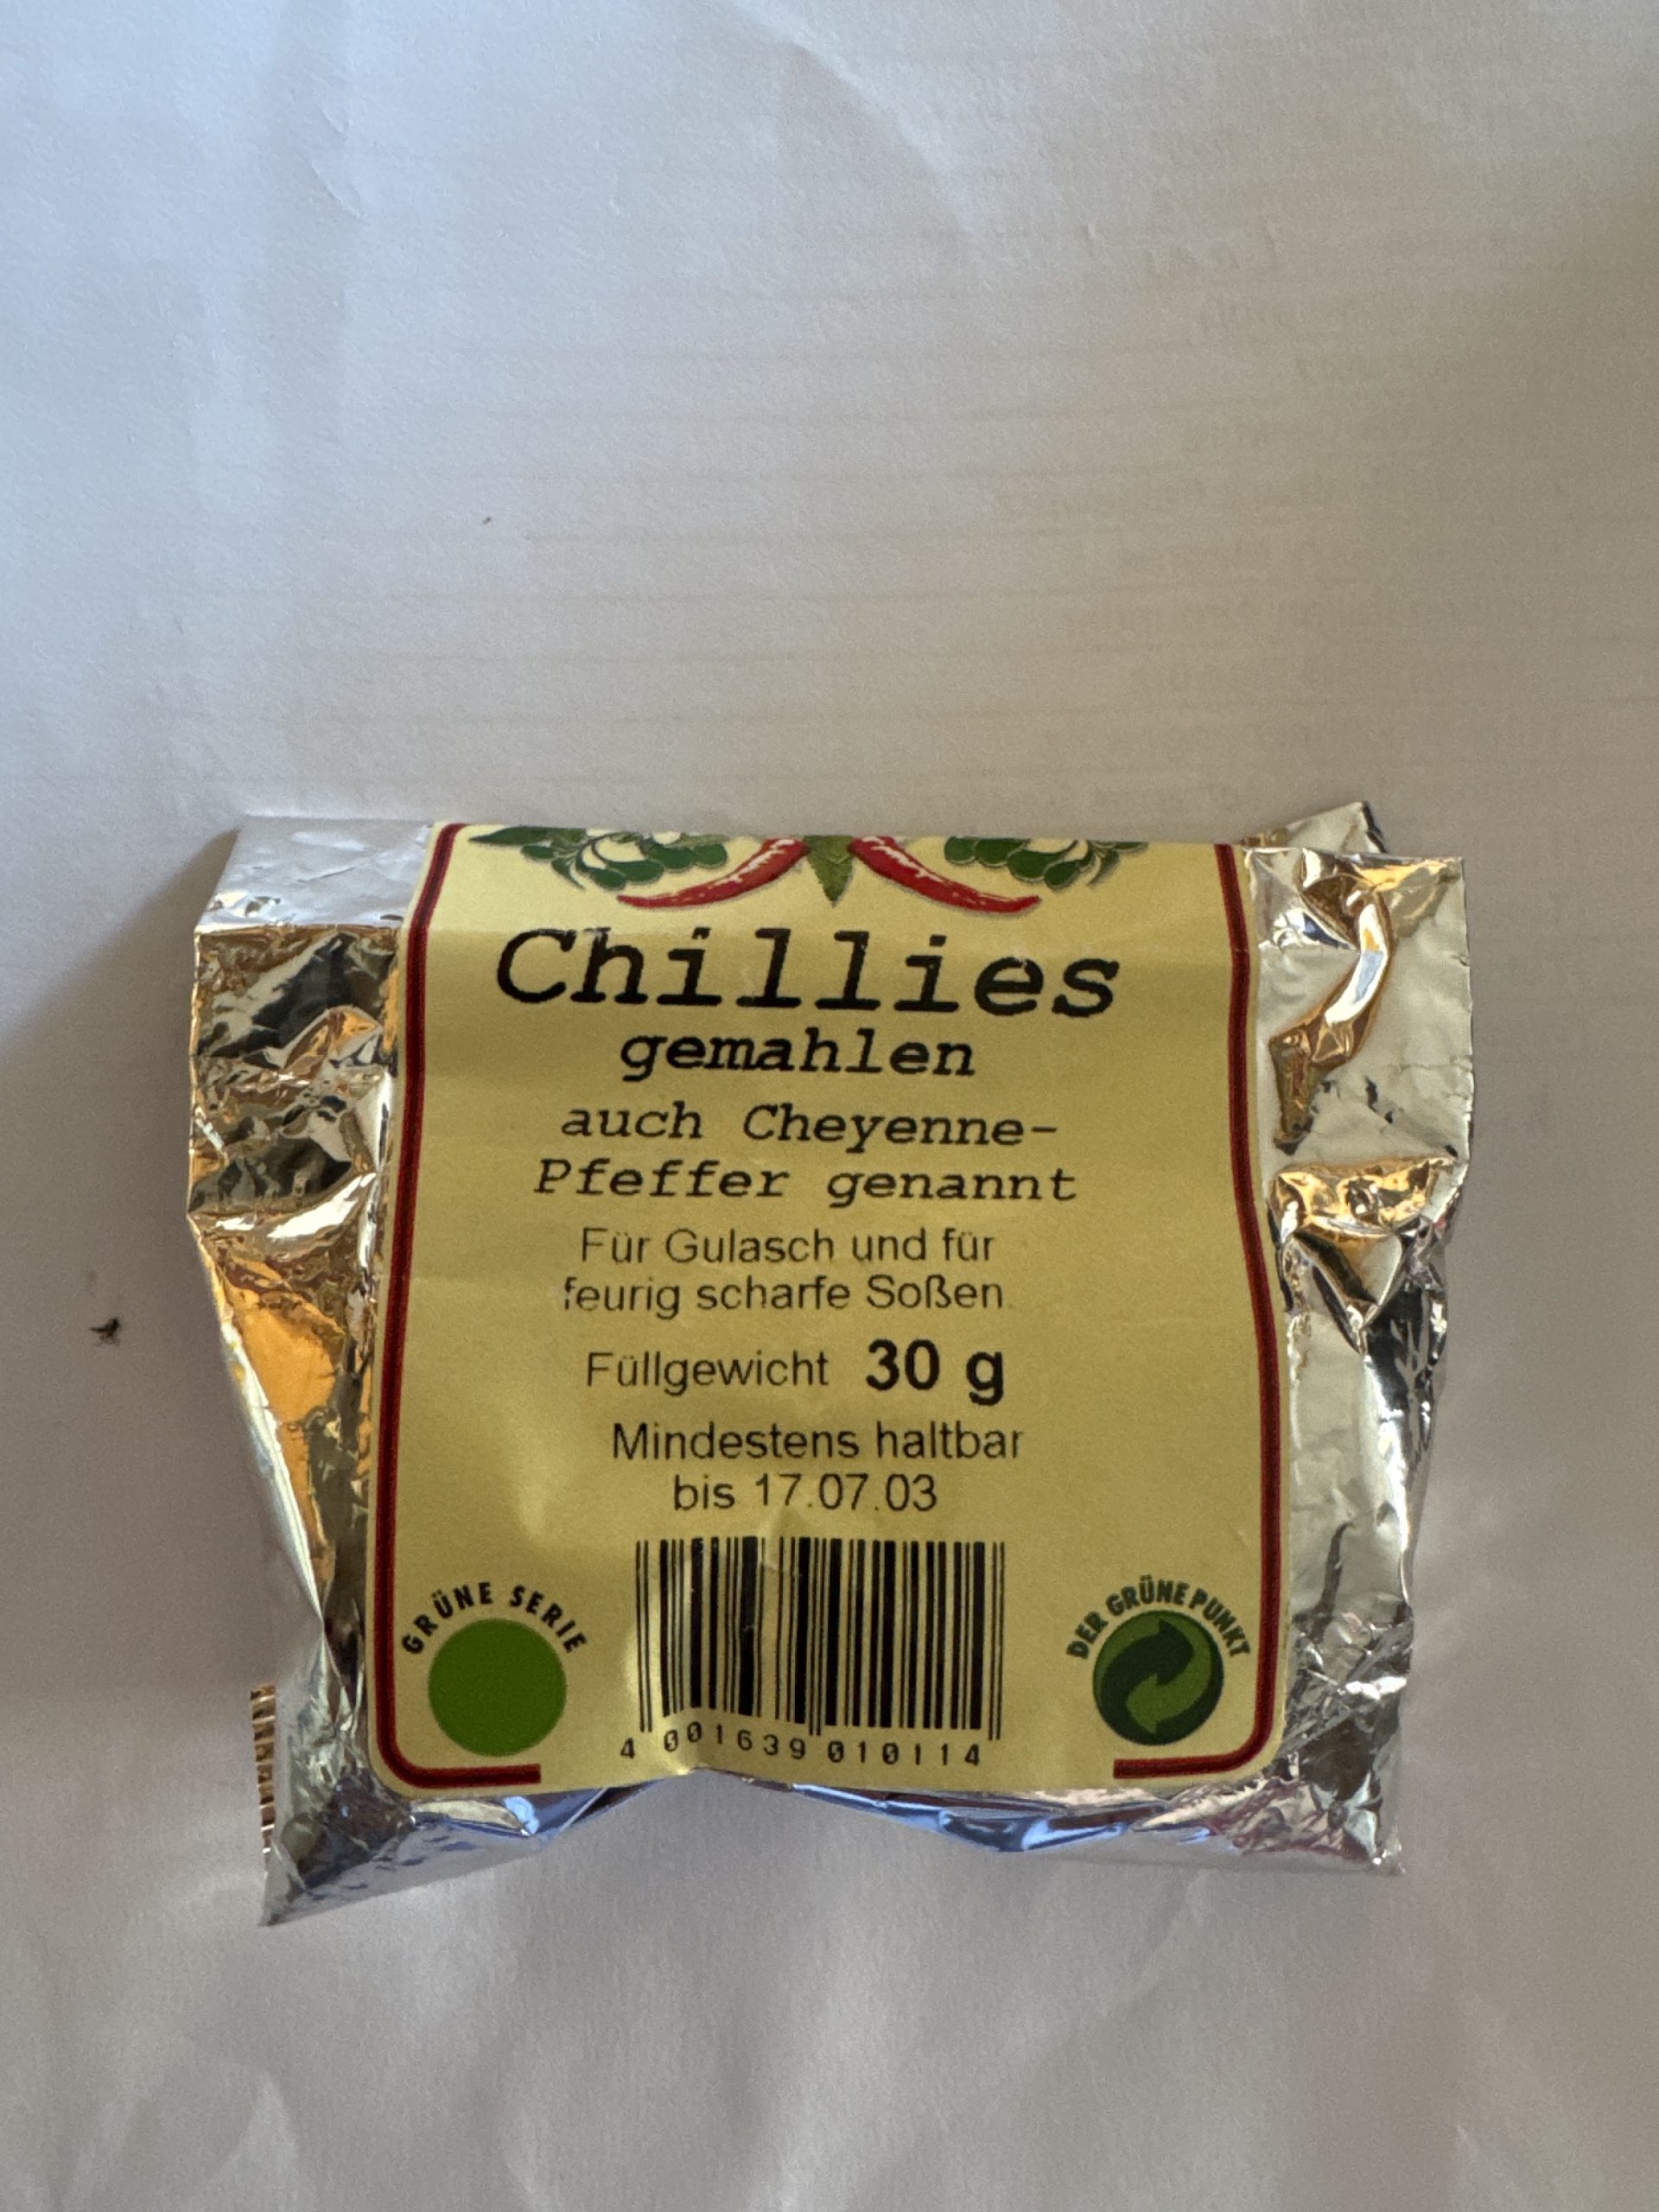 Chillies
gemahlen
auch Cheyenne-
Pfeffer genannt
Für Gulasch und für
feurig scharfe Soßen.
Füllgewicht 30 g
Mindestens haltbar
bis 17.07.03
GRÜNE SERIE
DER GRÜNE PUNKT
4 001639 010114